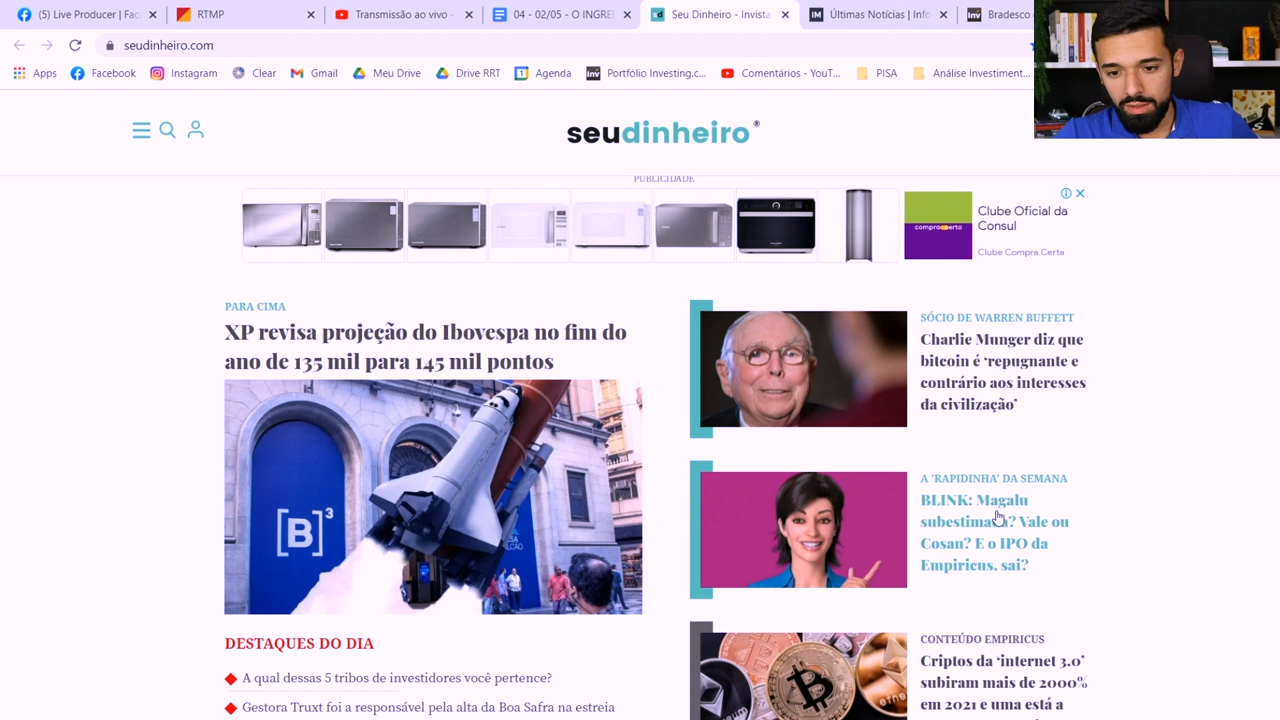 (5) Live Producer | Fac
RTMP
Transmissão ao vivo -
04 - 02/05 - O INGRE
Seu Dinheiro - Invista
Últimas Notícias | Info
Bradesco
seudinheiro.com
Apps
Facebook
Instagram
Clear
Gmail
Meu Drive
Drive RRT
Agenda
Portfólio Investing.c...
Comentários - YouT...
PISA
Análise Investiment...
seudinheiro®
PUBLICIDADE
compracerta
Clube Oficial da
Consul
Clube Compra Certa
PARA CIMA
XP revisa projeção do Ibovespa no fim do
ano de 135 mil para 145 mil pontos
[B]³
DESTAQUES DO DIA
A qual dessas 5 tribos de investidores você pertence?
Gestora Truxt foi a responsável pela alta da Boa Safra na estreia
SÓCIO DE WARREN BUFFETT
Charlie Munger diz que
bitcoin é ‘repugnante e
contrário aos interesses
da civilização’
A ‘RAPIDINHA’ DA SEMANA
BLINK: Magalu
subestimada? Vale ou
Cosan? E o IPO da
Empiricus, sai?
CONTEÚDO EMPIRICUS
Criptos da ‘internet 3.0’
subiram mais de 2000%
em 2021 e uma está a